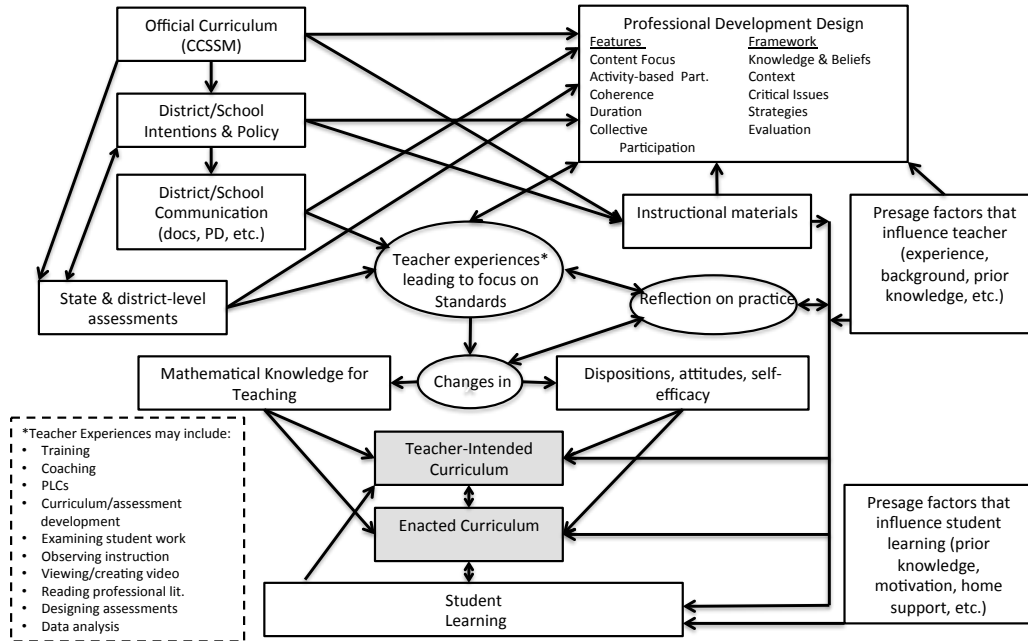 Official Curriculum
(CCSSM)
Professional Development Design
Features
Content Focus
Activity-based Part.
Coherence
Duration
Collective
Participation
Framework
Knowledge & Beliefs
Context
Critical Issues
Strategies
Evaluation
District/School
Intentions & Policy
District/School
Communication
(docs, PD, etc.)
Instructional materials
Presage factors that
influence teacher
(experience,
background, prior
knowledge, etc.)
Teacher experiences*
leading to focus on
Standards
State & district-level
assessments
Reflection on practice
Mathematical Knowledge for
Teaching
Changes in
Dispositions, attitudes, self-
efficacy
*Teacher Experiences may include:
• Training
• Coaching
• PLCs
• Curriculum/assessment
development
• Examining student work
• Observing instruction
• Viewing/creating video
• Reading professional lit.
• Designing assessments
• Data analysis
Teacher-Intended
Curriculum
Enacted Curriculum
Student
Learning
Presage factors that
influence student
learning (prior
knowledge,
motivation, home
support, etc.)